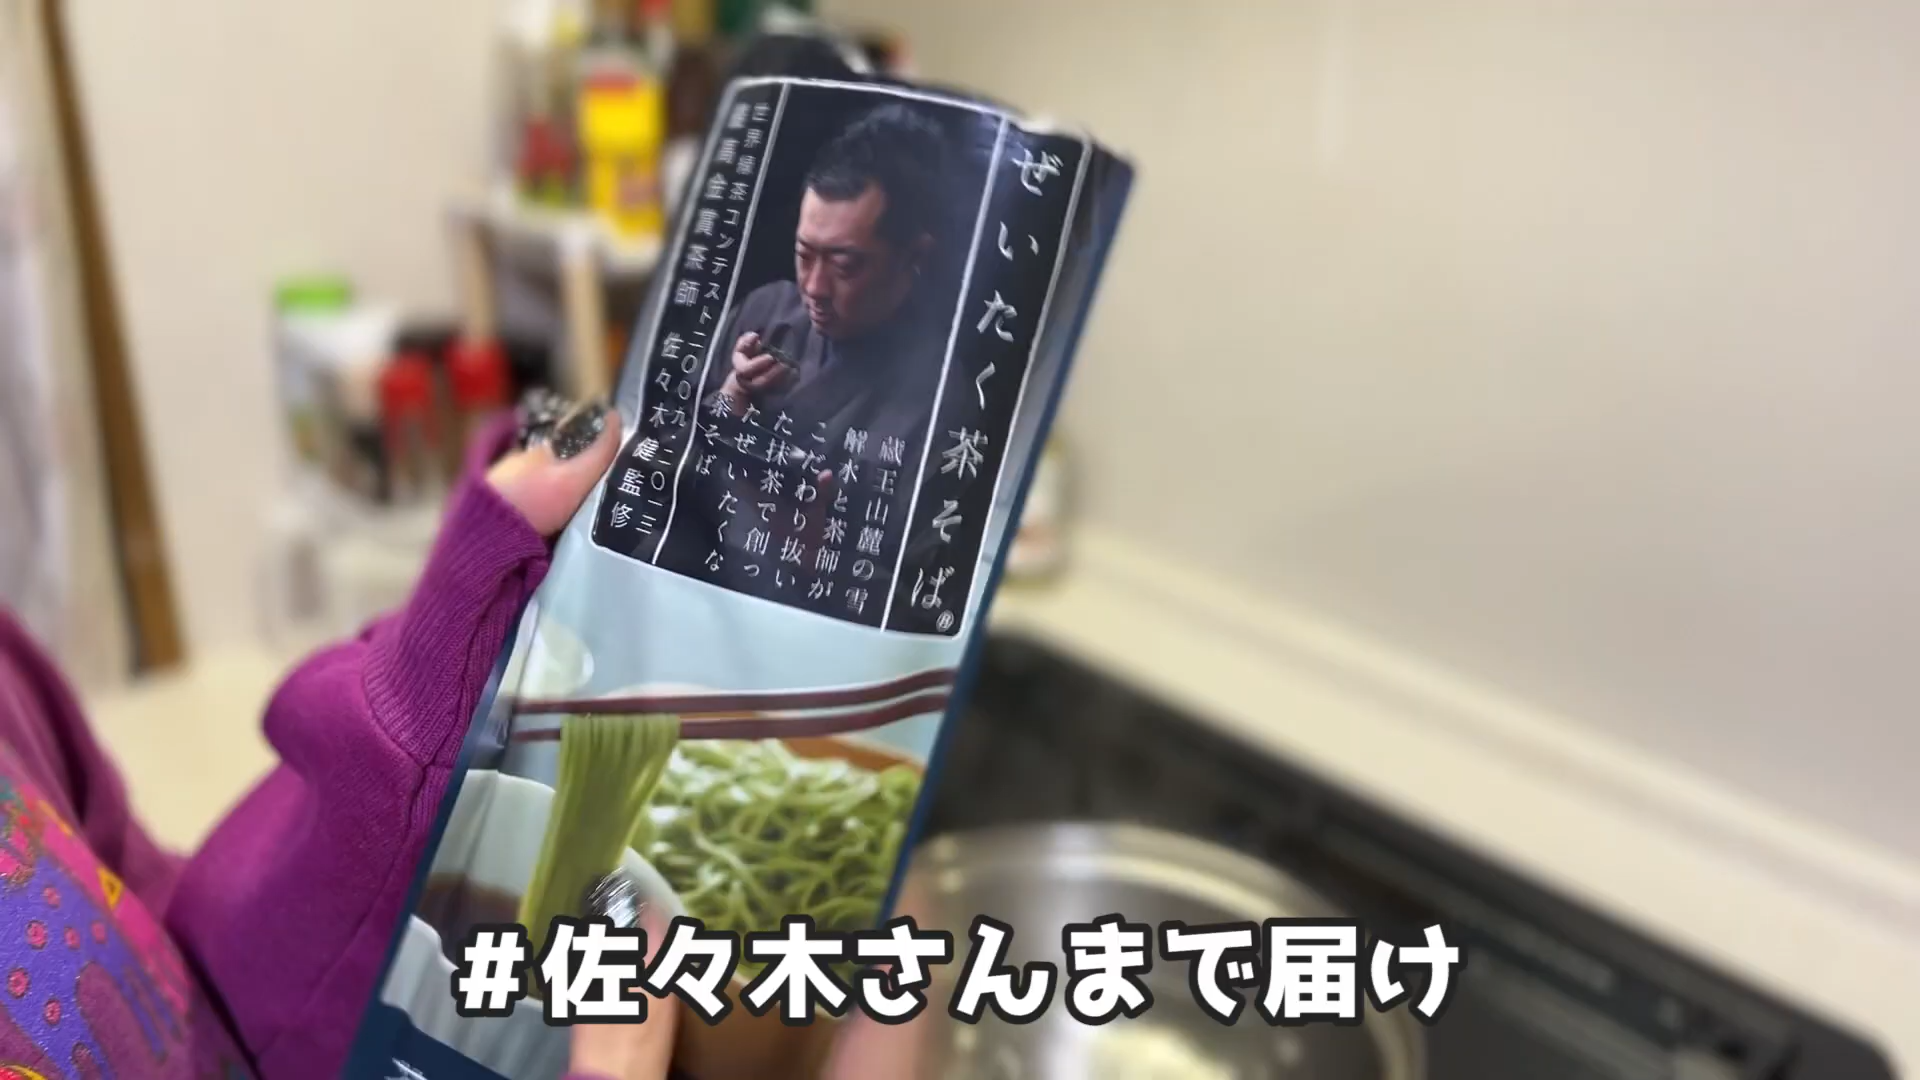 ぜいたく茶そば®
蔵王山麓の雪
解水と茶師が
こだわり抜い
た抹茶で創っ
たぜいたくな
茶そば
世界緑茶コンテスト二〇〇九・二〇一三
最高金賞茶師 佐々木健監修
#佐々木さんまで届け